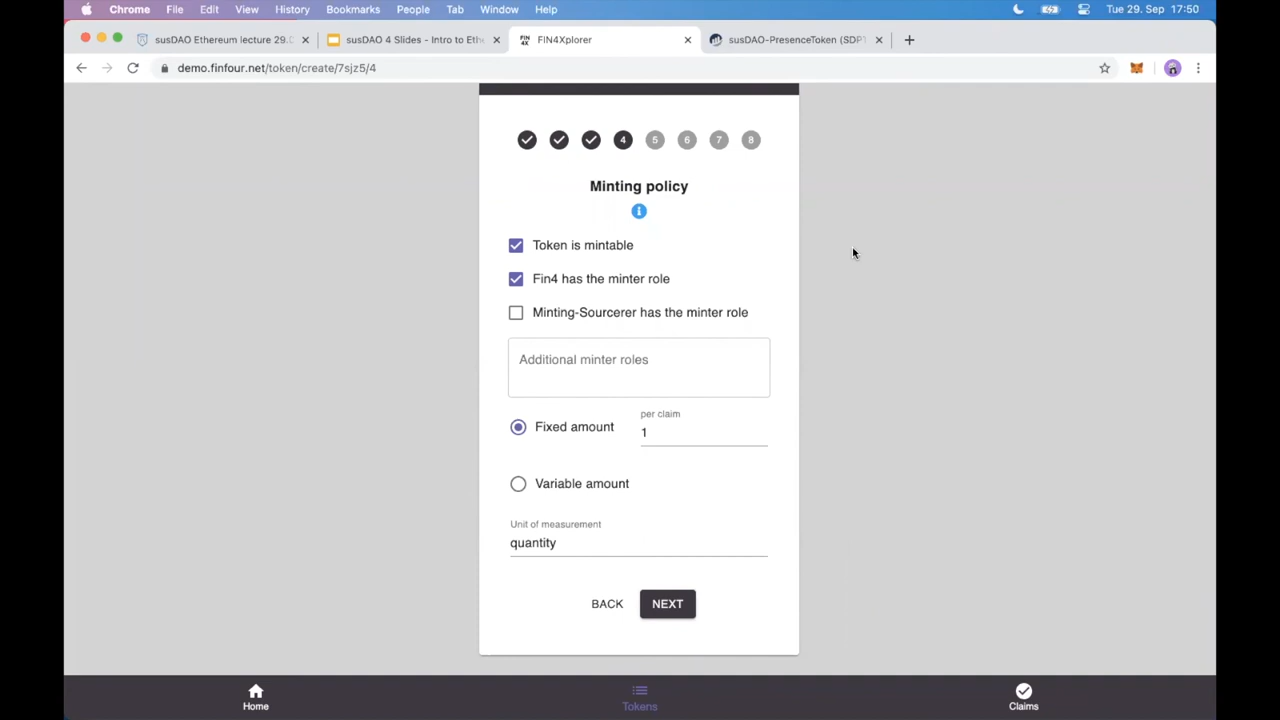 Chrome File Edit View History Bookmarks People Tab Window Help Tue 29. Sep 17:50
susDAO Ethereum lecture 29.
susDAO 4 Slides - Intro to Eth
FIN 4X
FIN4Xplorer
susDAO-PresenceToken (SDPT
demo.finfour.net/token/create/7sjz5/4
4 5 6 7 8
Minting policy
i
Token is mintable
Fin4 has the minter role
Minting-Sourcerer has the minter role
Additional minter roles
Fixed amount
per claim
1
Variable amount
Unit of measurement
quantity
BACK NEXT
Home Tokens Claims